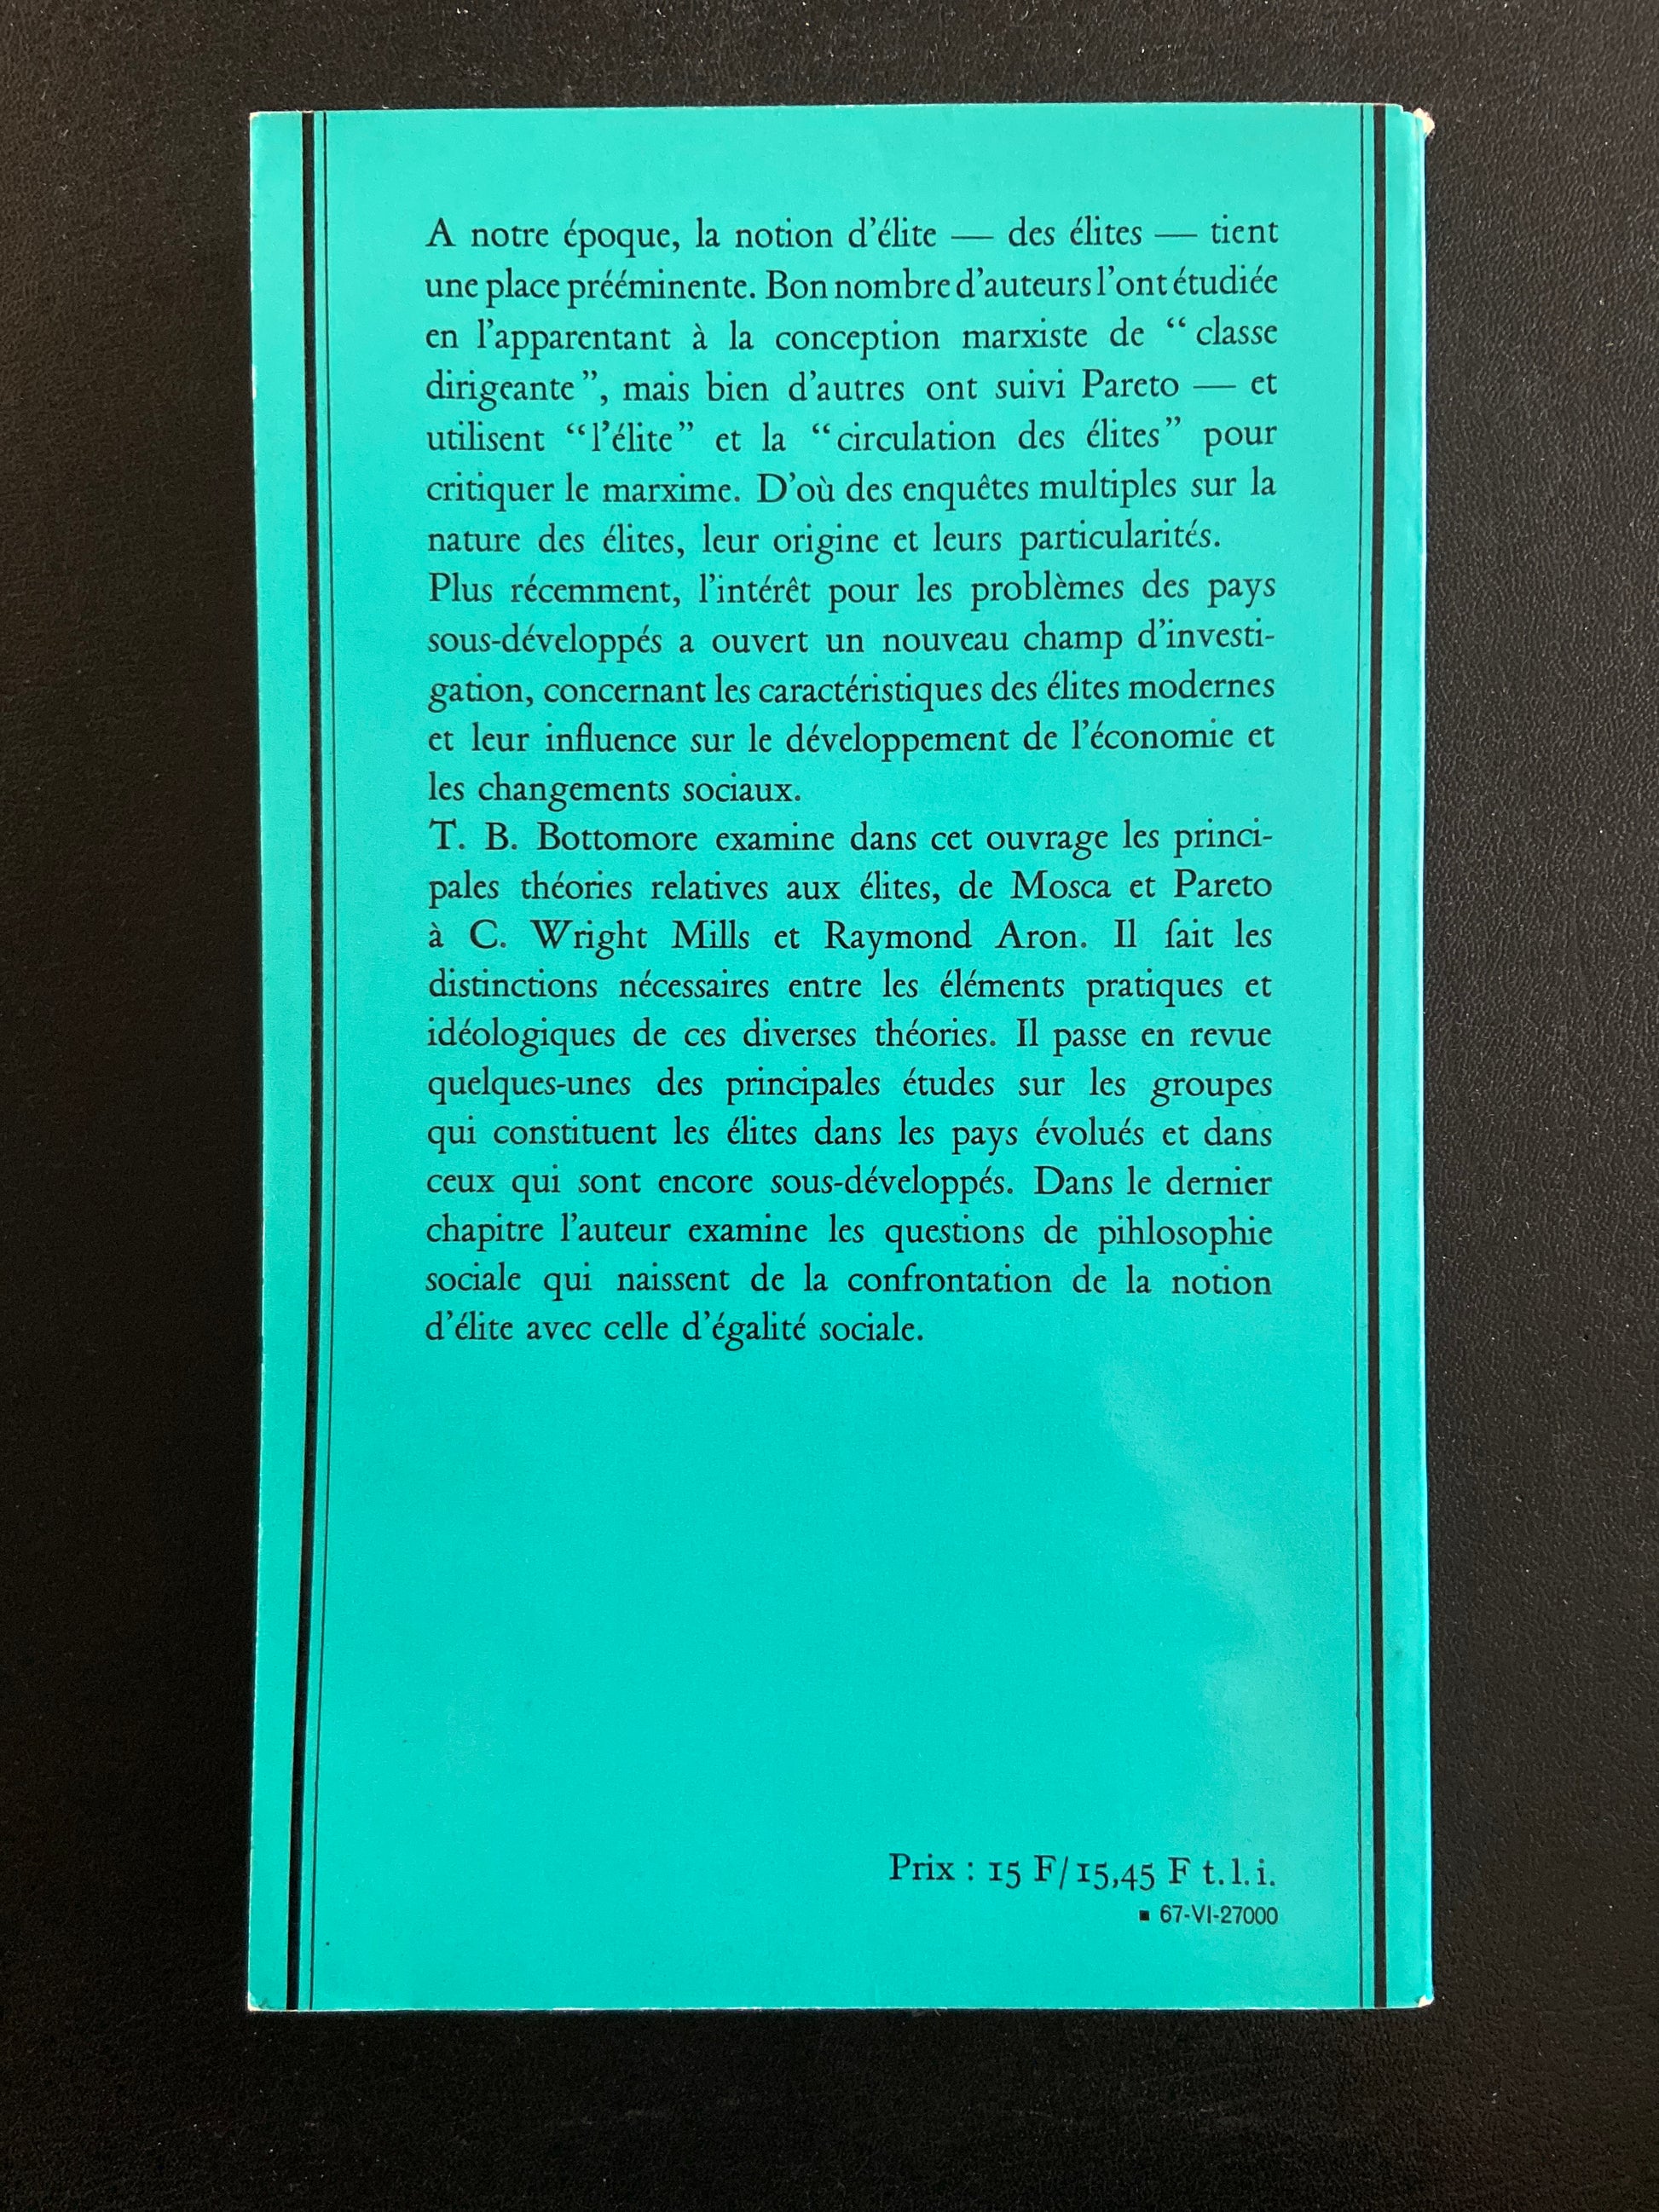 A notre époque, la notion d'élite — des élites — tient
une place prééminente. Bon nombre d'auteurs l'ont étudiée
en l'apparentant à la conception marxiste de “ classe
dirigeante ”, mais bien d'autres ont suivi Pareto — et
utilisent “ l'élite ” et la “ circulation des élites ” pour
critiquer le marxime. D'où des enquêtes multiples sur la
nature des élites, leur origine et leurs particularités.
Plus récemment, l'intérêt pour les problèmes des pays
sous-développés a ouvert un nouveau champ d'investi-
gation, concernant les caractéristiques des élites modernes
et leur influence sur le développement de l'économie et
les changements sociaux.
T. B. Bottomore examine dans cet ouvrage les princi-
pales théories relatives aux élites, de Mosca et Pareto
à C. Wright Mills et Raymond Aron. Il fait les
distinctions nécessaires entre les éléments pratiques et
idéologiques de ces diverses théories. Il passe en revue
quelques-unes des principales études sur les groupes
qui constituent les élites dans les pays évolués et dans
ceux qui sont encore sous-développés. Dans le dernier
chapitre l'auteur examine les questions de pihlosophie
sociale qui naissent de la confrontation de la notion
d'élite avec celle d'égalité sociale.
Prix : 15 F/15,45 F t. l. i.
■ 67-VI-27000